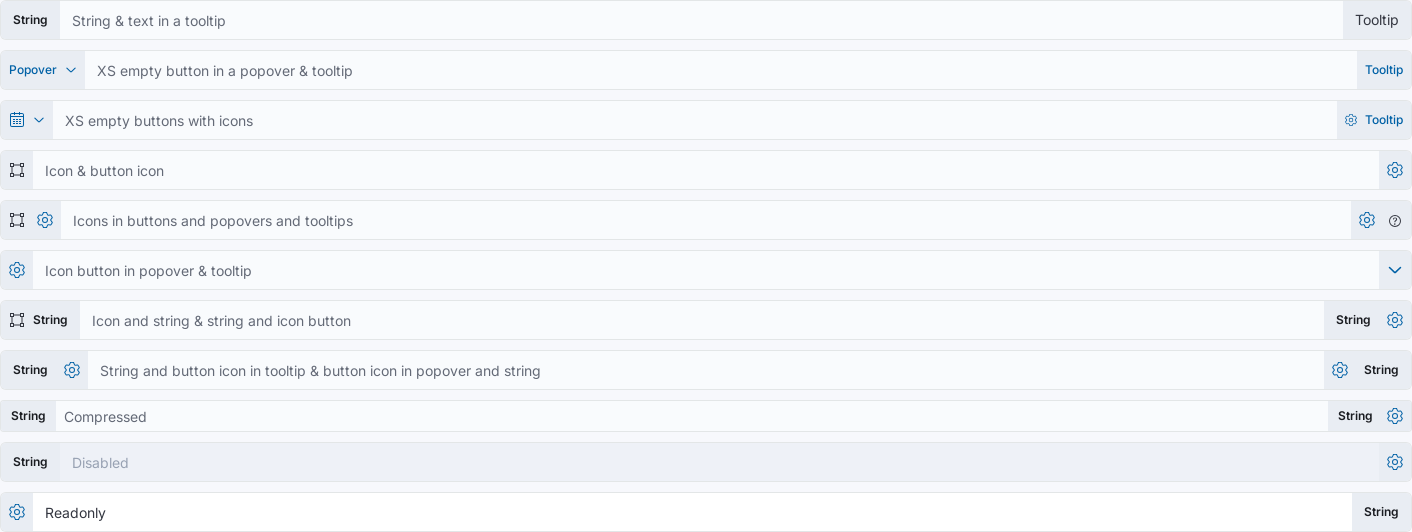 String String & text in a tooltip Tooltip
Popover XS empty button in a popover & tooltip Tooltip
XS empty buttons with icons Tooltip
Icon & button icon
Icons in buttons and popovers and tooltips
Icon button in popover & tooltip
String Icon and string & string and icon button String
String String and button icon in tooltip & button icon in popover and string String
String Compressed String
String Disabled
Readonly String